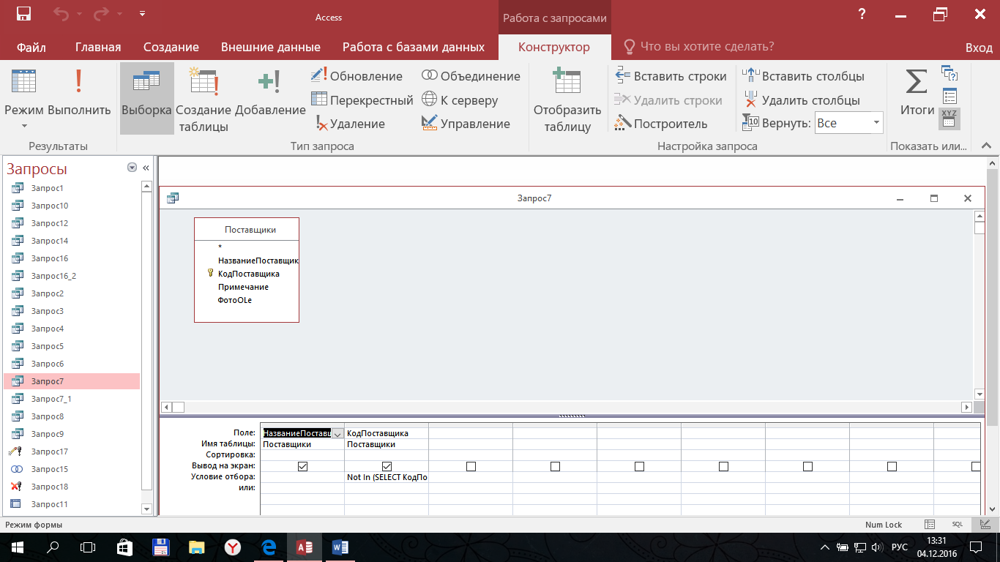 Access
Работа с запросами
?
Файл
Главная
Создание
Внешние данные
Работа с базами данных
Конструктор
Что вы хотите сделать?
Вход
Режим
Выполнить
Результаты
Выборка
Создание
таблицы
Добавление
Обновление
Перекрестный
Удаление
Объединение
К серверу
Управление
Тип запроса
Отобразить
таблицу
Вставить строки
Удалить строки
Построитель
Вставить столбцы
Удалить столбцы
10 Вернуть: Все
Настройка запроса
Итоги
XYZ
Показать или...
Запросы
Запрос1
Запрос10
Запрос12
Запрос14
Запрос16
Запрос16_2
Запрос2
Запрос3
Запрос4
Запрос5
Запрос6
Запрос7
Запрос7_1
Запрос8
Запрос9
Запрос17
Запрос15
Запрос18
Запрос11
Запрос7
Поставщики
*
НазваниеПоставщик
КодПоставщика
Примечание
ФотоOLe
Поле: НазваниеПоставщ КодПоставщика
Имя таблицы: Поставщики Поставщики
Сортировка:
Вывод на экран:
Условие отбора: Not In (SELECT КодПо
или:
Режим формы
Num Lock
SQL
РУС
13:31
04.12.2016